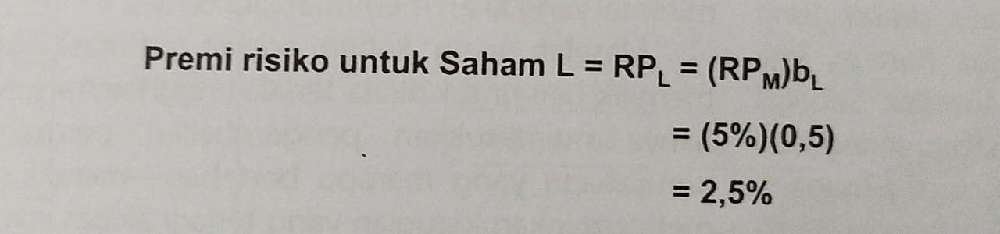 Premi risiko untuk Saham L = RP_L = (RP_M)b_L
= (5%)(0,5)
= 2,5%